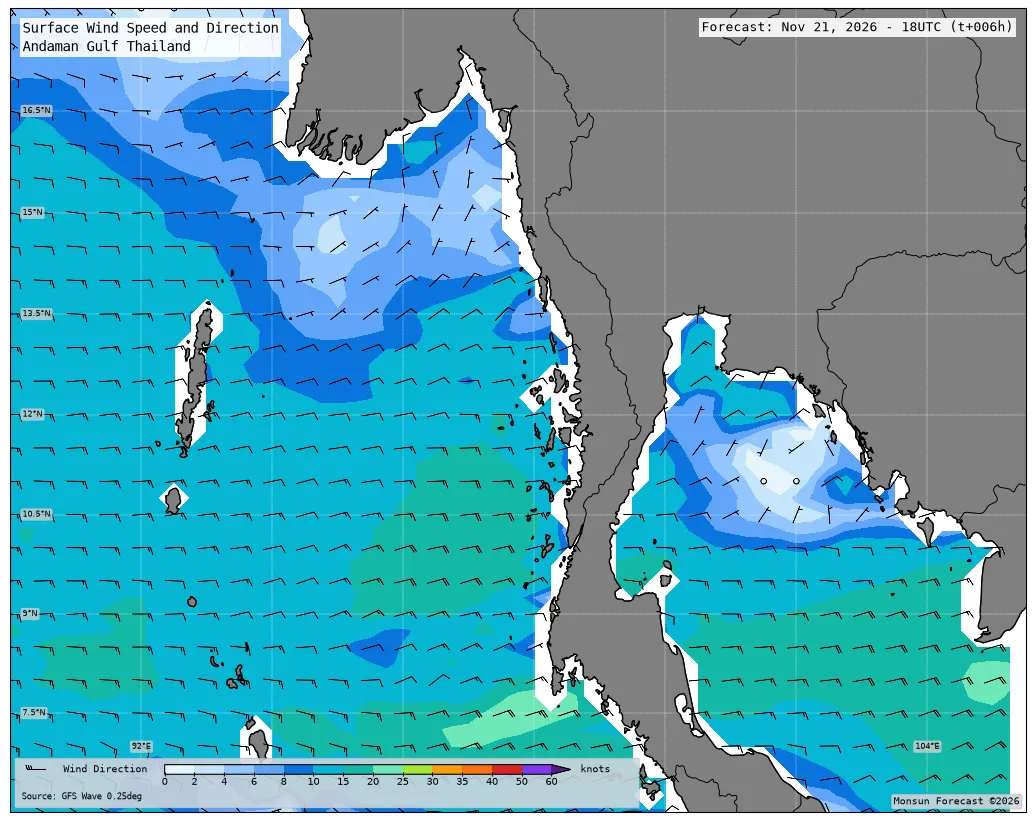 Surface Wind Speed and Direction
Andaman Gulf Thailand
Forecast: Nov 21, 2026 - 18UTC (t+006h)
16.5°N
15°N
13.5°N
12°N
10.5°N
9°N
7.5°N
92°E
104°E
Wind Direction
0 2 4 6 8 10 15 20 25 30 35 40 50 60 knots
Source: GFS Wave 0.25deg
Monsun Forecast ©2026